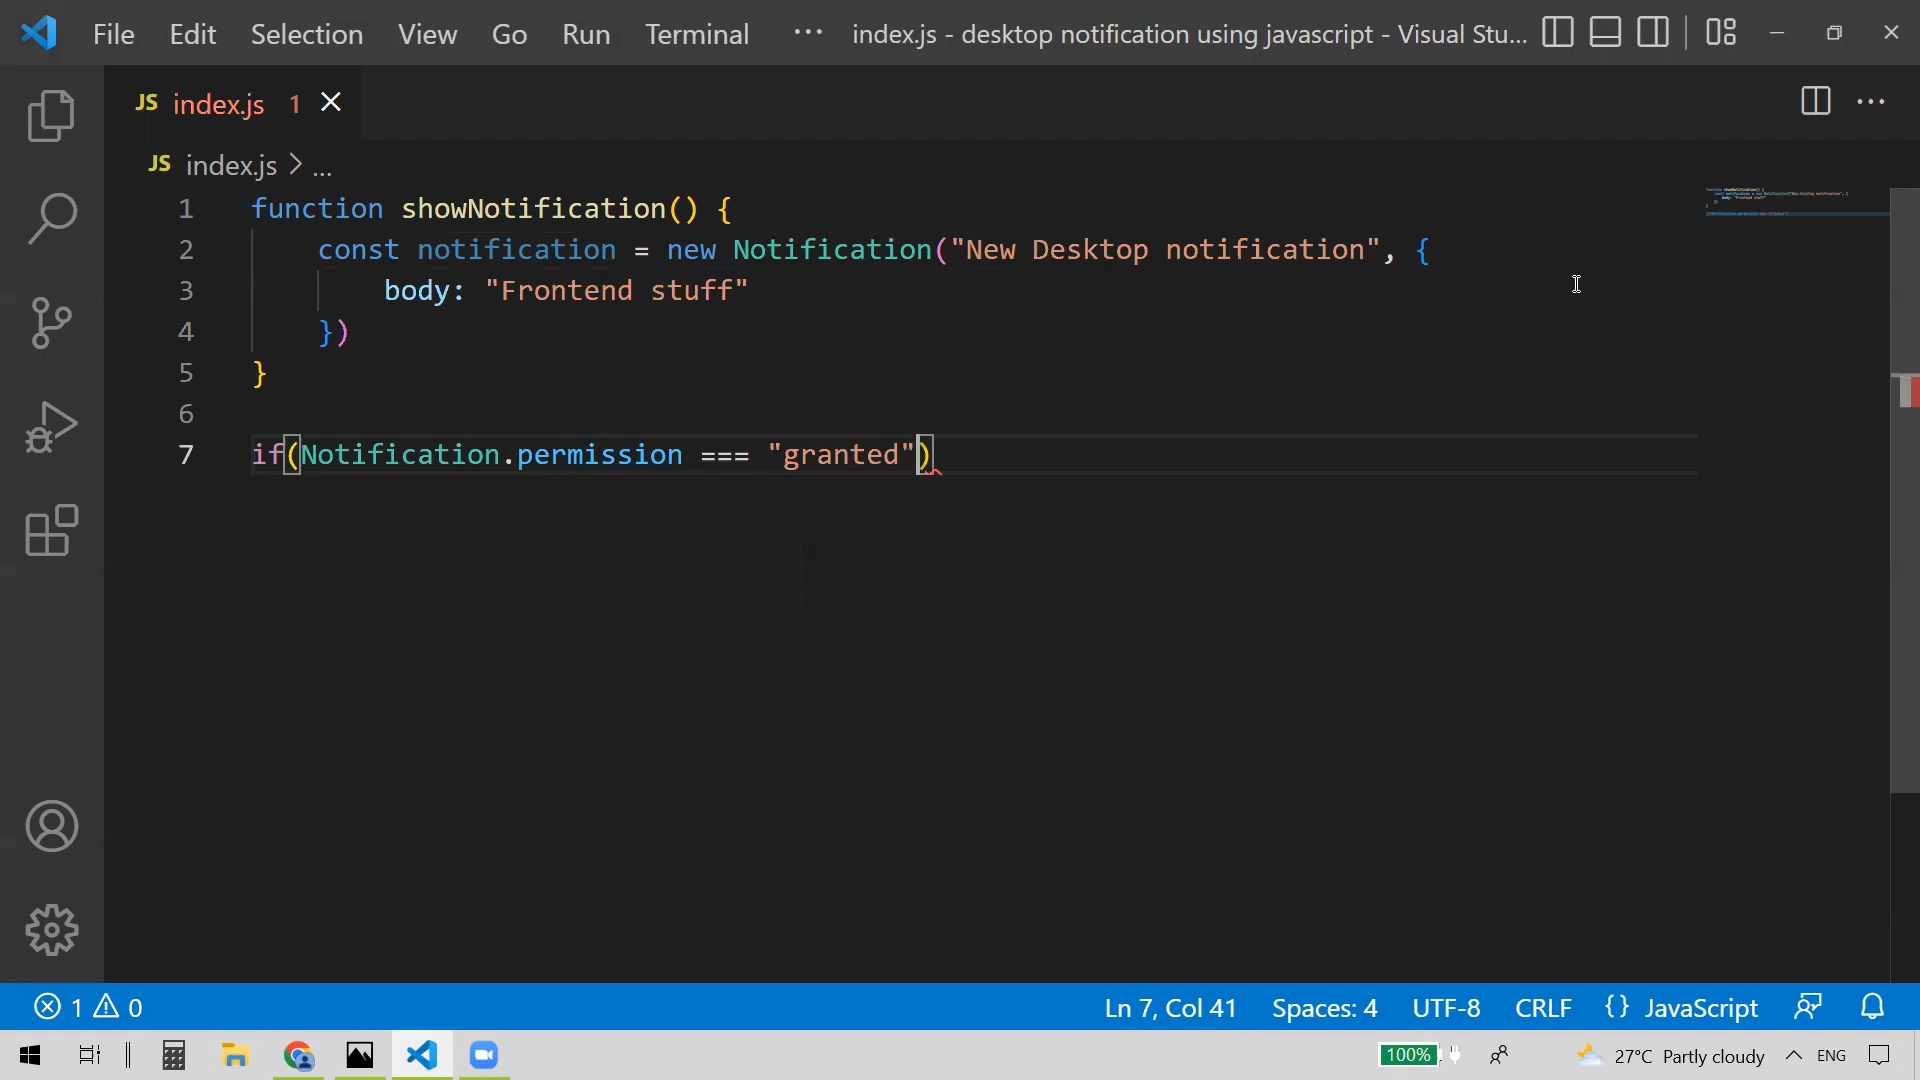 File Edit Selection View Go Run Terminal ··· index.js - desktop notification using javascript - Visual Stu...
JS index.js 1
JS index.js > ...
1 function showNotification() {
2 const notification = new Notification("New Desktop notification", {
3 body: "Frontend stuff"
4 })
5 }
6
7 if(Notification.permission === "granted")
1 0 Ln 7, Col 41 Spaces: 4 UTF-8 CRLF {} JavaScript
100% 27°C Partly cloudy ENG